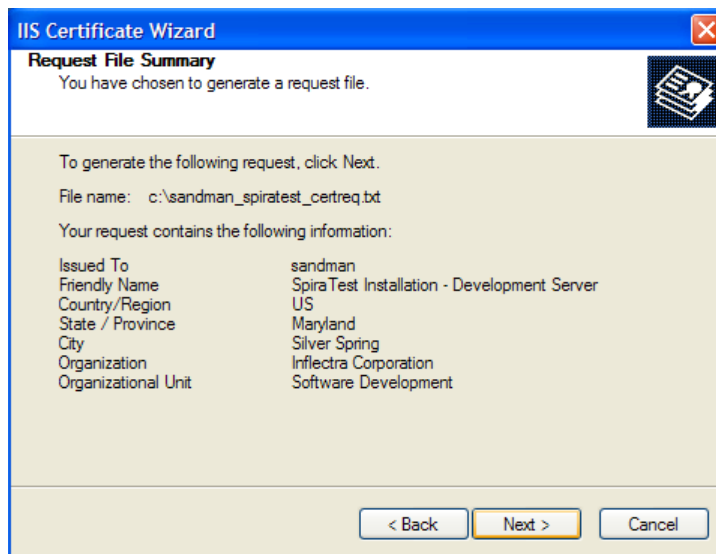 IIS Certificate Wizard
Request File Summary
You have chosen to generate a request file.
To generate the following request, click Next.
File name: c:\sandman_spiratest_certreq.txt
Your request contains the following information:
Issued To sandman
Friendly Name SpiraTest Installation - Development Server
Country/Region US
State / Province Maryland
City Silver Spring
Organization Inflectra Corporation
Organizational Unit Software Development
< Back Next > Cancel